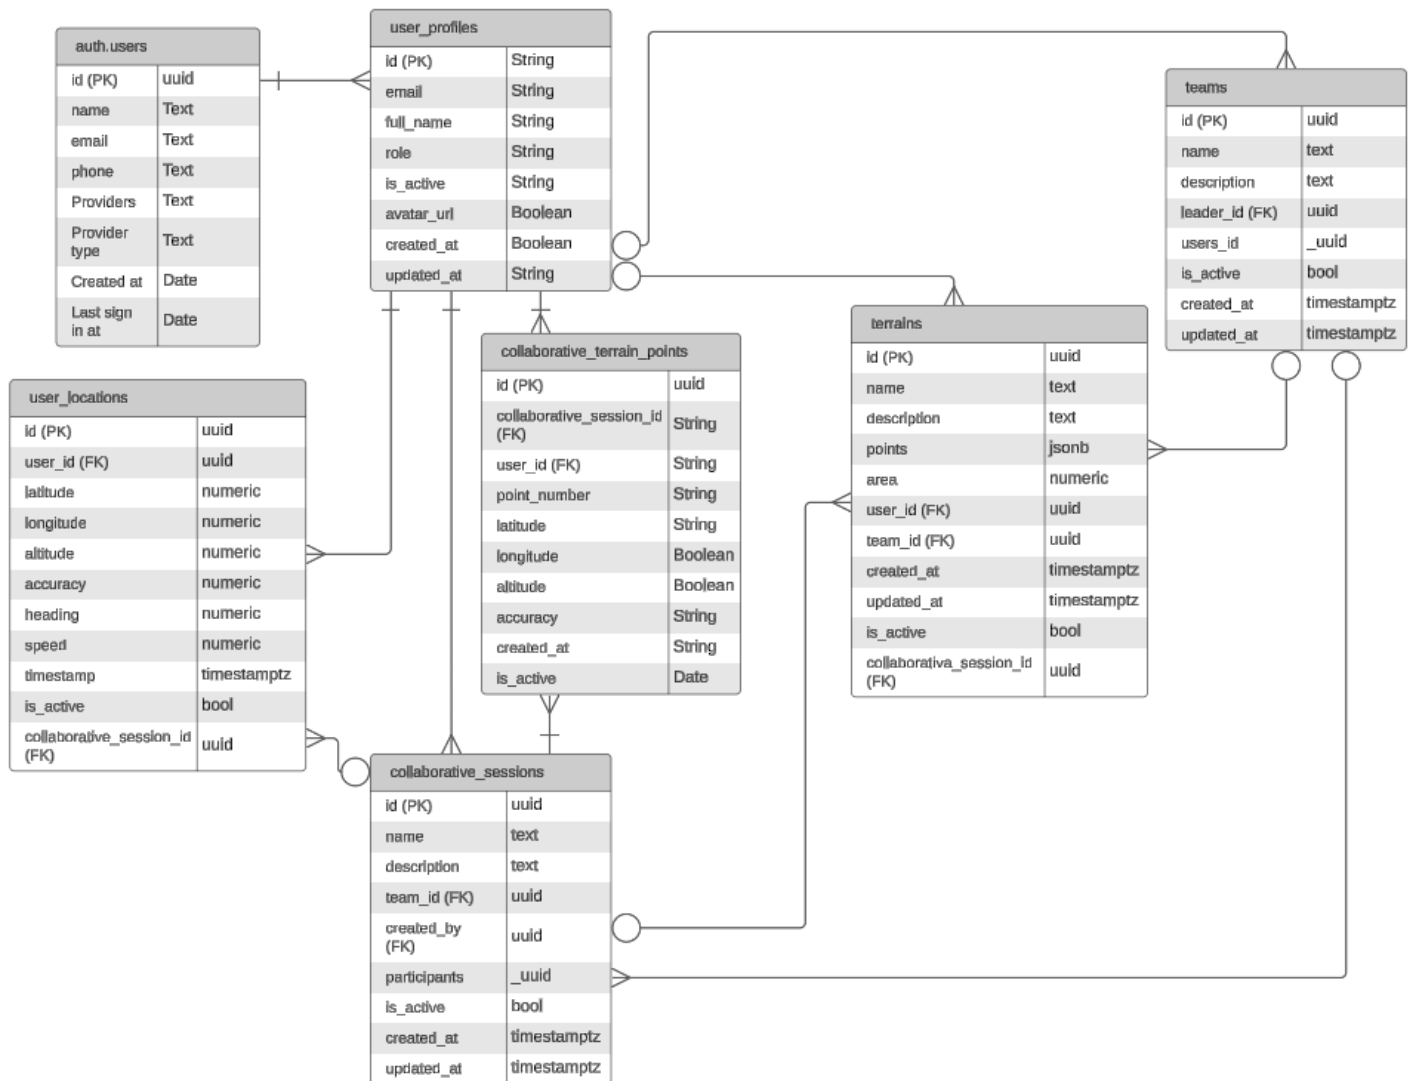 auth.users
id (PK) uuid
name Text
email Text
phone Text
Providers Text
Provider
type Text
Created at Date
Last sign
in at Date
user_profiles
id (PK) String
email String
full_name String
role String
is_active String
avatar_url Boolean
created_at Boolean
updated_at String
teams
id (PK) uuid
name text
description text
leader_id (FK) uuid
users_id _uuid
is_active bool
created_at timestamptz
updated_at timestamptz
user_locations
id (PK) uuid
user_id (FK) uuid
latitude numeric
longitude numeric
altitude numeric
accuracy numeric
heading numeric
speed numeric
timestamp timestamptz
is_active bool
collaborative_session_id
(FK) uuid
collaborative_terrain_points
id (PK) uuid
collaborative_session_id
(FK) String
user_id (FK) String
point_number String
latitude String
longitude Boolean
altitude Boolean
accuracy String
created_at String
is_active Date
terrains
id (PK) uuid
name text
description text
points jsonb
area numeric
user_id (FK) uuid
team_id (FK) uuid
created_at timestamptz
updated_at timestamptz
is_active bool
collaborativa_session_id
(FK) uuid
collaborative_sessions
id (PK) uuid
name text
description text
team_id (FK) uuid
created_by
(FK) uuid
participants _uuid
is_active bool
created_at timestamptz
updated_at timestamptz